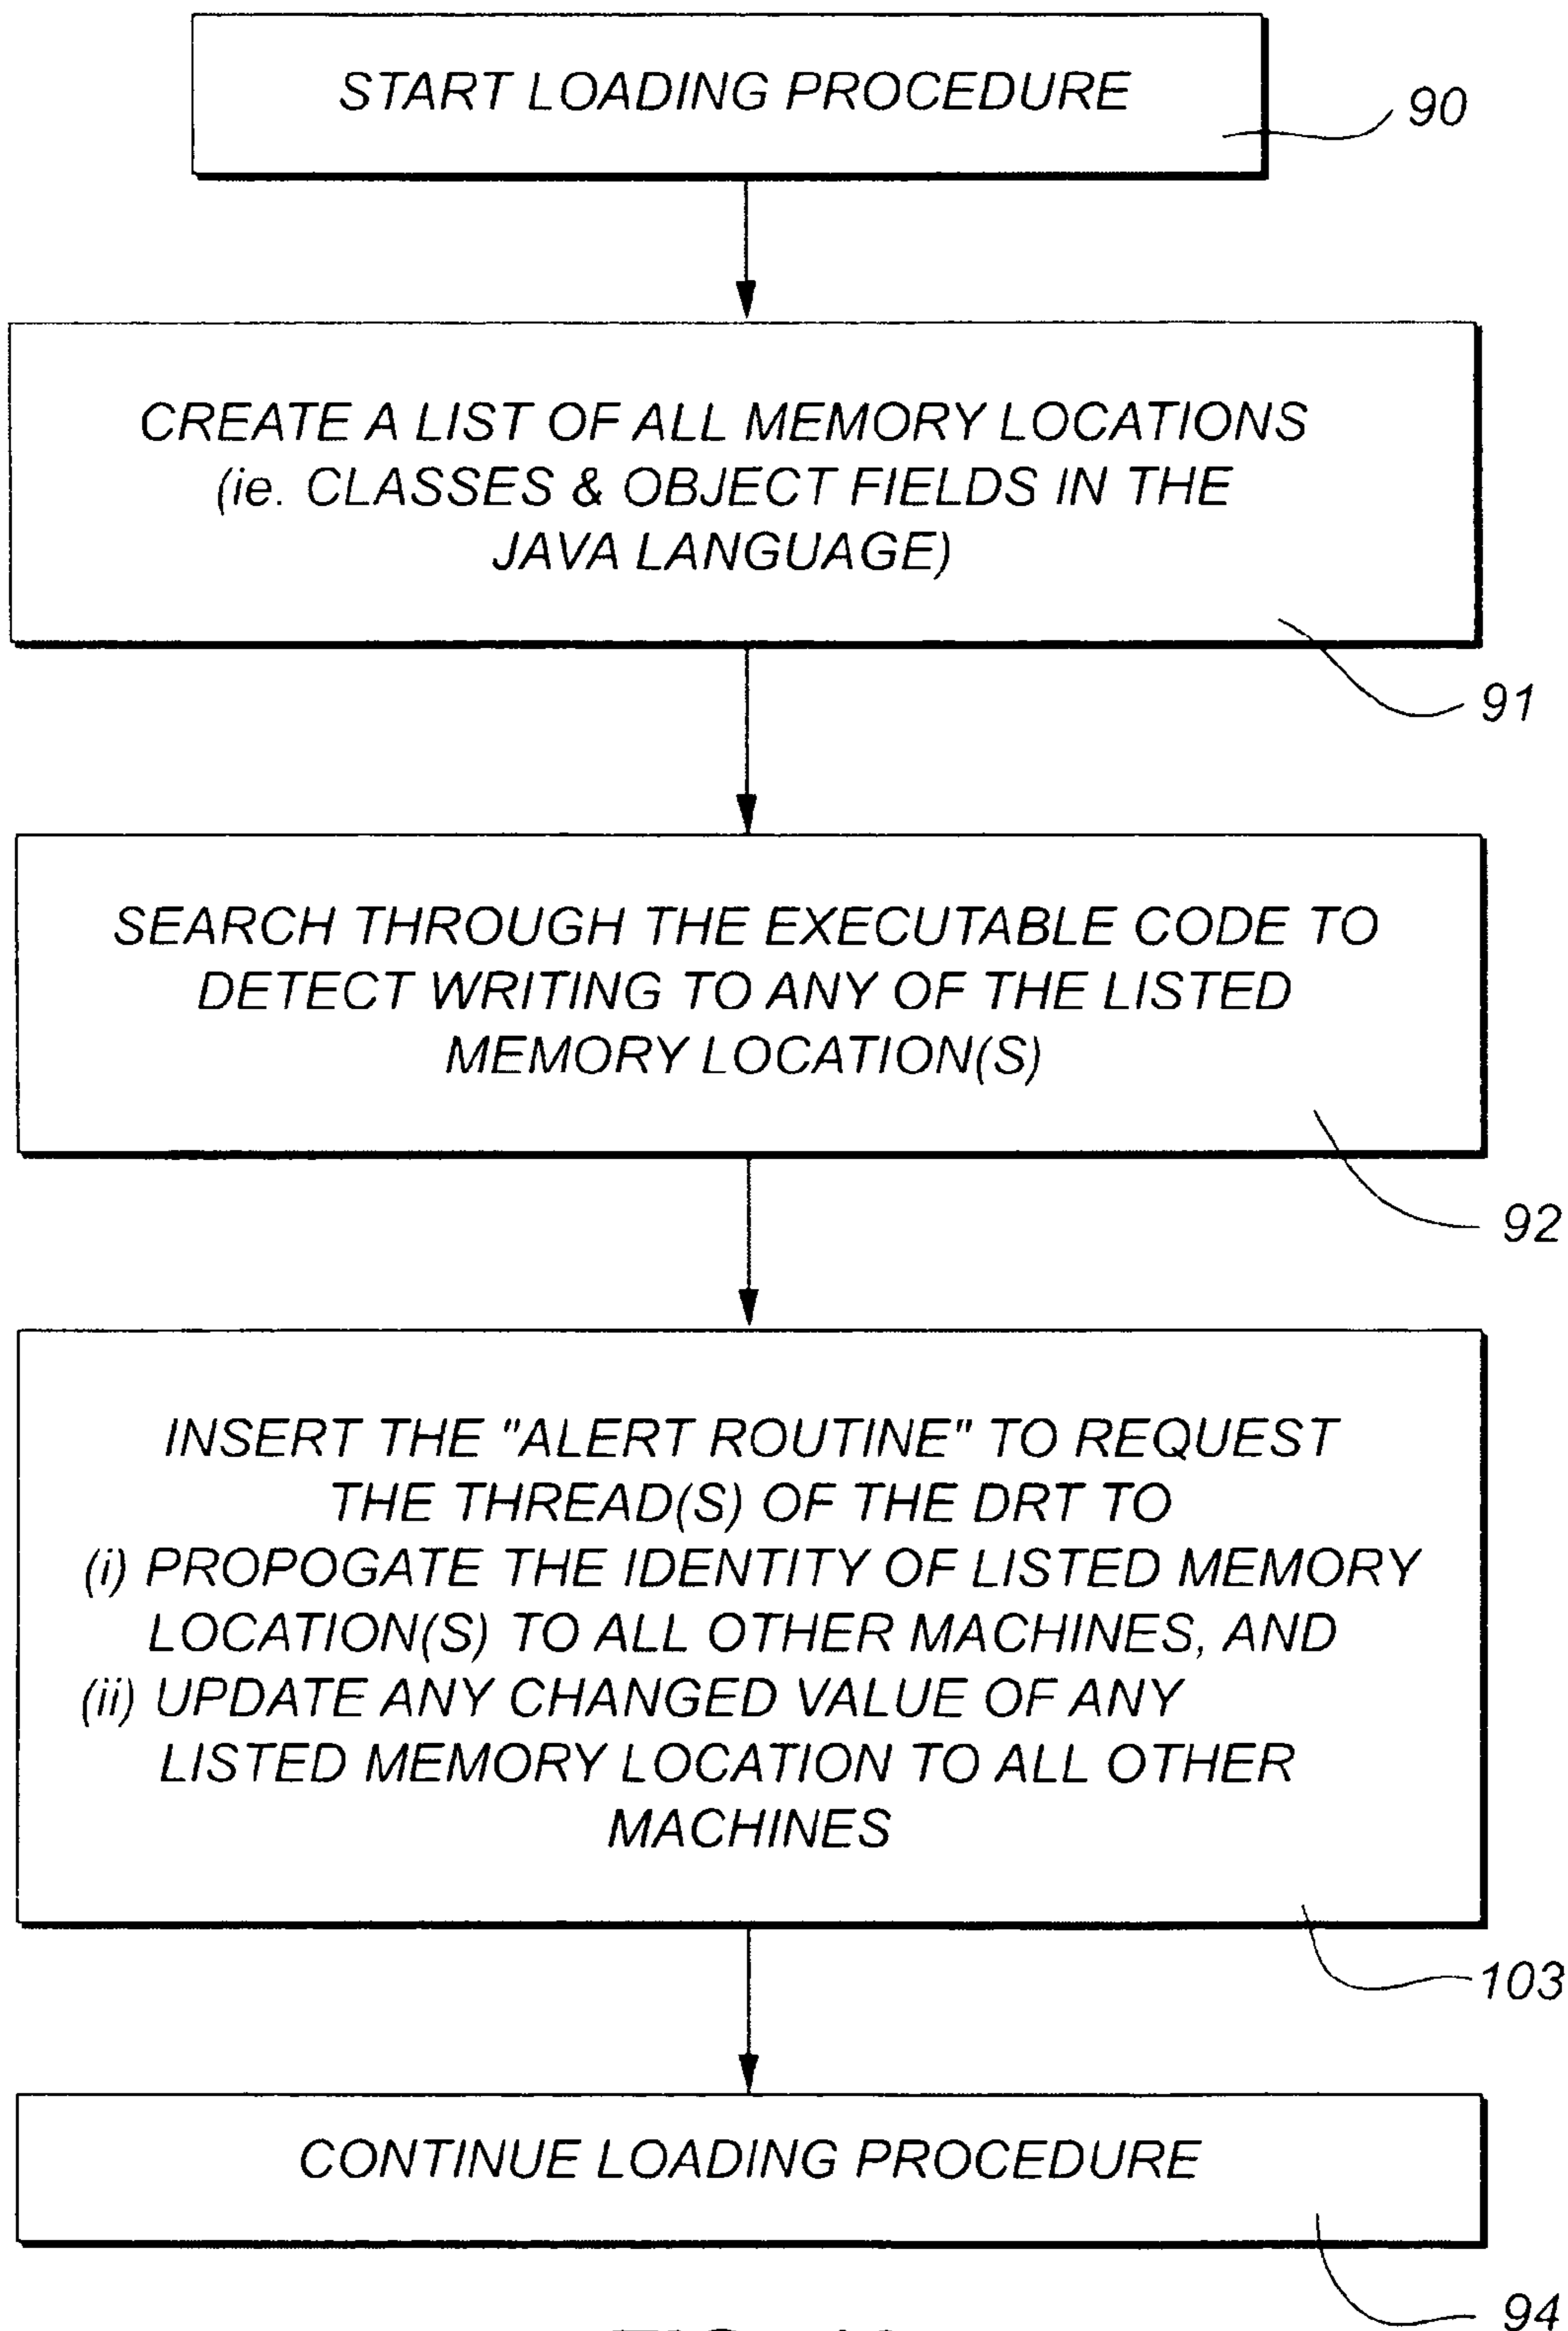 START LOADING PROCEDURE
90
CREATE A LIST OF ALL MEMORY LOCATIONS
(ie. CLASSES & OBJECT FIELDS IN THE
JAVA LANGUAGE)
91
SEARCH THROUGH THE EXECUTABLE CODE TO
DETECT WRITING TO ANY OF THE LISTED
MEMORY LOCATION(S)
92
INSERT THE "ALERT ROUTINE" TO REQUEST
THE THREAD(S) OF THE DRT TO
(i) PROPOGATE THE IDENTITY OF LISTED MEMORY
LOCATION(S) TO ALL OTHER MACHINES, AND
(ii) UPDATE ANY CHANGED VALUE OF ANY
LISTED MEMORY LOCATION TO ALL OTHER
MACHINES
103
CONTINUE LOADING PROCEDURE
94